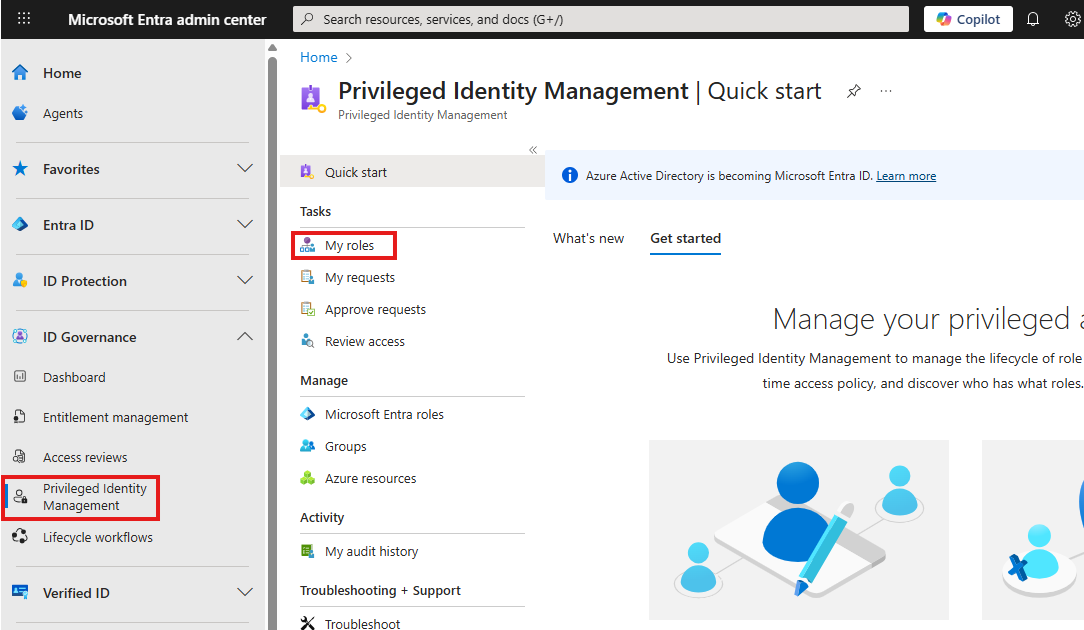 Microsoft Entra admin center
Search resources, services, and docs (G+/)
Copilot
Home
Agents
Favorites
Entra ID
ID Protection
ID Governance
Dashboard
Entitlement management
Access reviews
Privileged Identity
Management
Lifecycle workflows
Verified ID
Home
Privileged Identity Management | Quick start
Privileged Identity Management
Quick start
Tasks
My roles
My requests
Approve requests
Review access
Manage
Microsoft Entra roles
Groups
Azure resources
Activity
My audit history
Troubleshooting + Support
Troubleshoot
Azure Active Directory is becoming Microsoft Entra ID. Learn more
What's new
Get started
Manage your privileged a
Use Privileged Identity Management to manage the lifecycle of role
time access policy, and discover who has what roles.